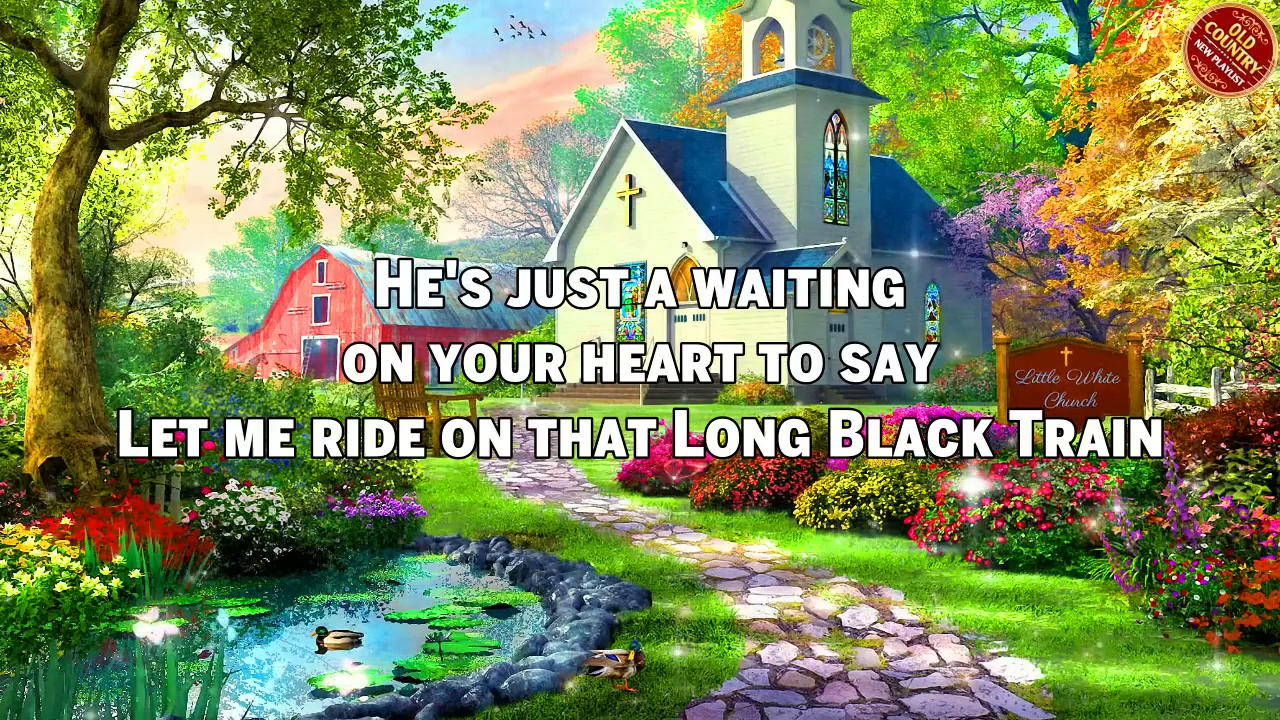 OLD
COUNTRY
NEW PLAYLIST
He's just a waiting
on your heart to say
Let me ride on that Long Black Train
Little White
Church